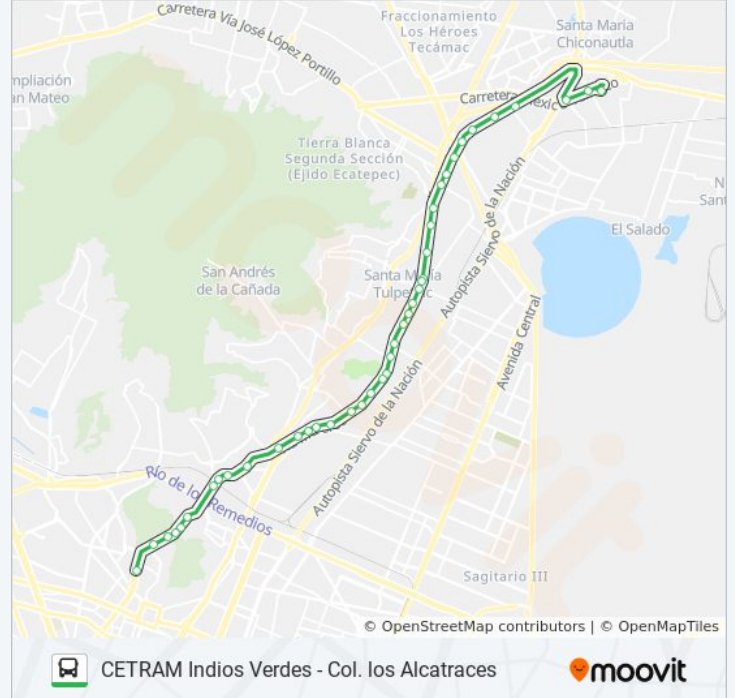 Carretera Vía José López Portillo
Fraccionamiento
Los Héroes
Tecámac
Santa María
Chiconautla
mpliación
an Mateo
Carretera Mexic
o
Tierra Blanca
Segunda Sección
(Ejido Ecatepec)
Autopista Siervo de la Nación
N
Sant
El Salado
San Andrés
de la Cañada
Santa M
Tulpe
Avenida Central
Autopista Siervo de la Nación
Río de los Remedios
Sagitario III
© OpenStreetMap contributors | © OpenMapTiles
CETRAM Indios Verdes - Col. los Alcatraces
moovit